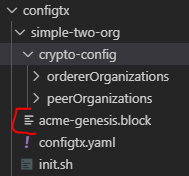 configtx
simple-two-org
crypto-config
ordererOrganizations
peerOrganizations
acme-genesis.block
configtx.yaml
init.sh